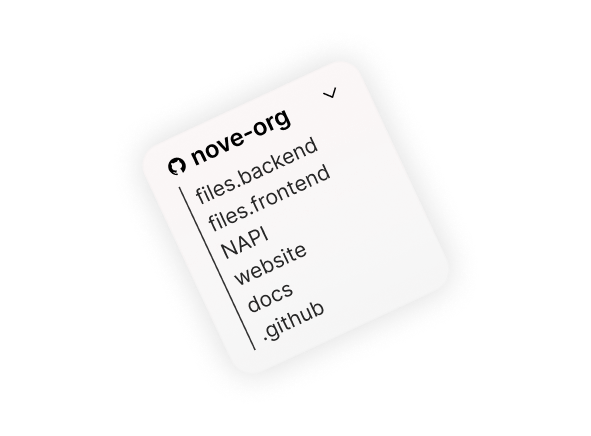 nove-org
files.backend
files.frontend
NAPI
website
docs
.github